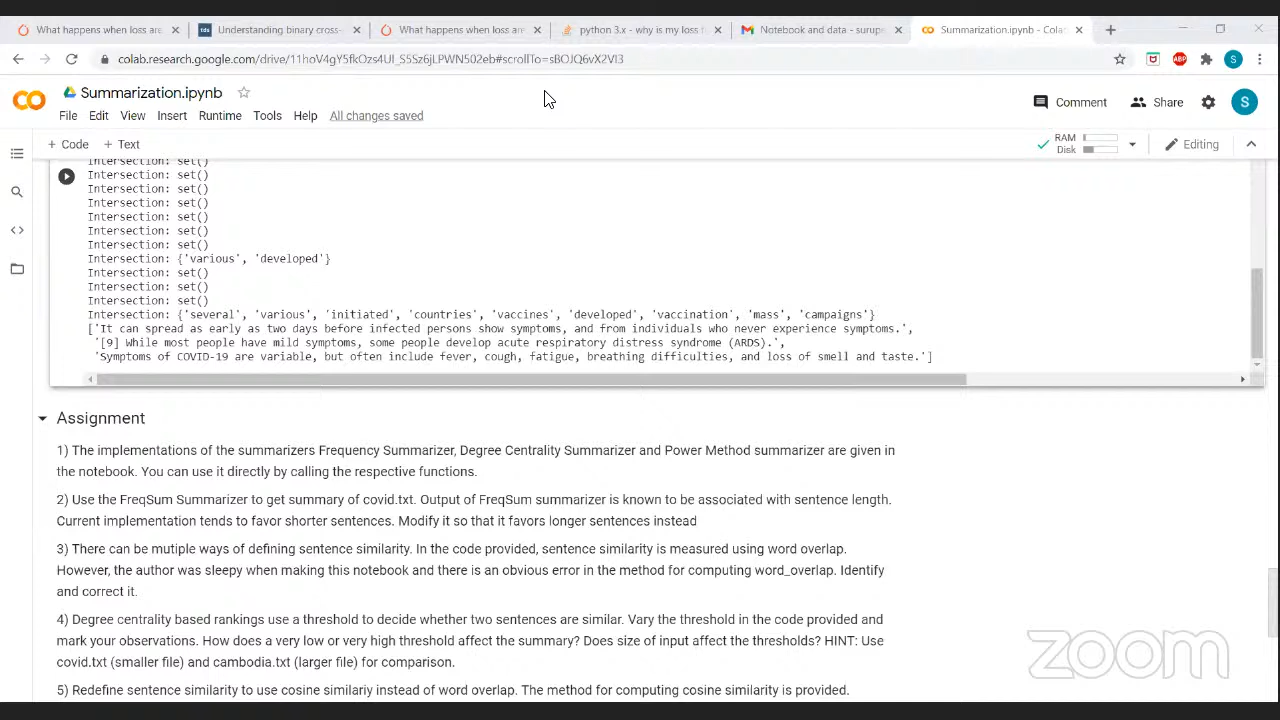 What happens when loss are
Understanding binary cross-
What happens when loss are
python 3.x - why is my loss f
Notebook and data - surups
Summarization.ipynb - Colab
colab.research.google.com/drive/11hoV4gY5fkOzs4UI_S5Sz6jLPWN502eb#scrollTo=sBOJQ6vX2VI3
Summarization.ipynb
Comment
Share
S
File Edit View Insert Runtime Tools Help All changes saved
+ Code + Text
RAM
Disk
Editing
Intersection: set()
Intersection: set()
Intersection: set()
Intersection: set()
Intersection: set()
Intersection: set()
Intersection: set()
Intersection: {'various', 'developed'}
Intersection: set()
Intersection: set()
Intersection: set()
Intersection: {'several', 'various', 'initiated', 'countries', 'vaccines', 'developed', 'vaccination', 'mass', 'campaigns'}
['It can spread as early as two days before infected persons show symptoms, and from individuals who never experience symptoms.',
'[9] While most people have mild symptoms, some people develop acute respiratory distress syndrome (ARDS).',
'Symptoms of COVID-19 are variable, but often include fever, cough, fatigue, breathing difficulties, and loss of smell and taste.']
Assignment
1) The implementations of the summarizers Frequency Summarizer, Degree Centrality Summarizer and Power Method summarizer are given in
the notebook. You can use it directly by calling the respective functions.
2) Use the FreqSum Summarizer to get summary of covid.txt. Output of FreqSum summarizer is known to be associated with sentence length.
Current implementation tends to favor shorter sentences. Modify it so that it favors longer sentences instead
3) There can be mutiple ways of defining sentence similarity. In the code provided, sentence similarity is measured using word overlap.
However, the author was sleepy when making this notebook and there is an obvious error in the method for computing word_overlap. Identify
and correct it.
4) Degree centrality based rankings use a threshold to decide whether two sentences are similar. Vary the threshold in the code provided and
mark your observations. How does a very low or very high threshold affect the summary? Does size of input affect the thresholds? HINT: Use
covid.txt (smaller file) and cambodia.txt (larger file) for comparison.
5) Redefine sentence similarity to use cosine similariy instead of word overlap. The method for computing cosine similarity is provided.
zoom